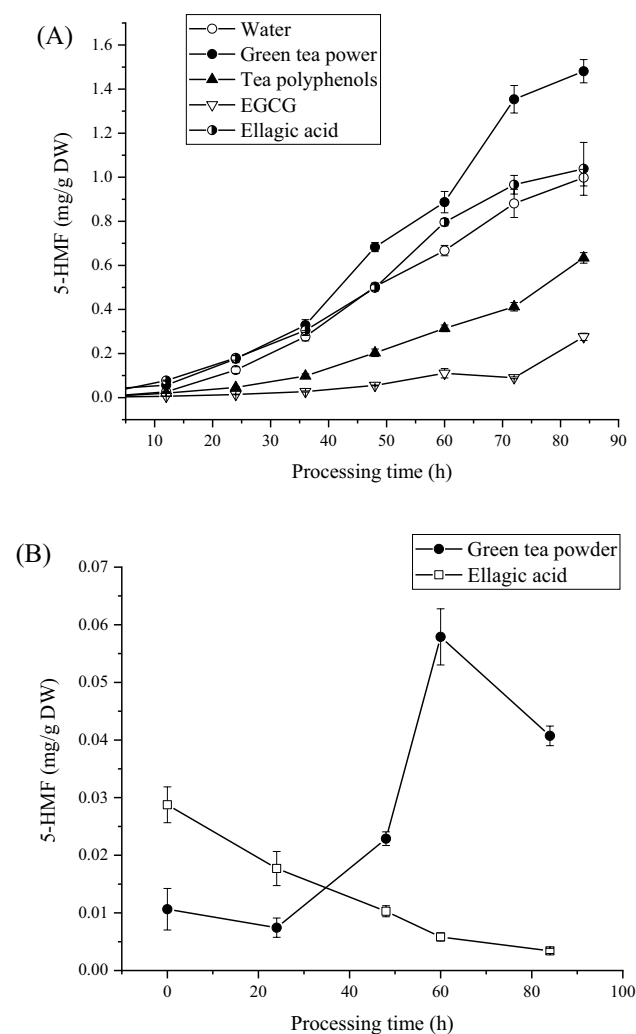 (A)
Water
Green tea power
Tea polyphenols
EGCG
Ellagic acid
1.6
1.4
1.2
1.0
0.8
0.6
0.4
0.2
0.0
5-HMF (mg/g DW)
10 20 30 40 50 60 70 80 90
Processing time (h)
(B)
Green tea powder
Ellagic acid
0.07
0.06
0.05
0.04
0.03
0.02
0.01
0.00
5-HMF (mg/g DW)
0 20 40 60 80 100
Processing time (h)